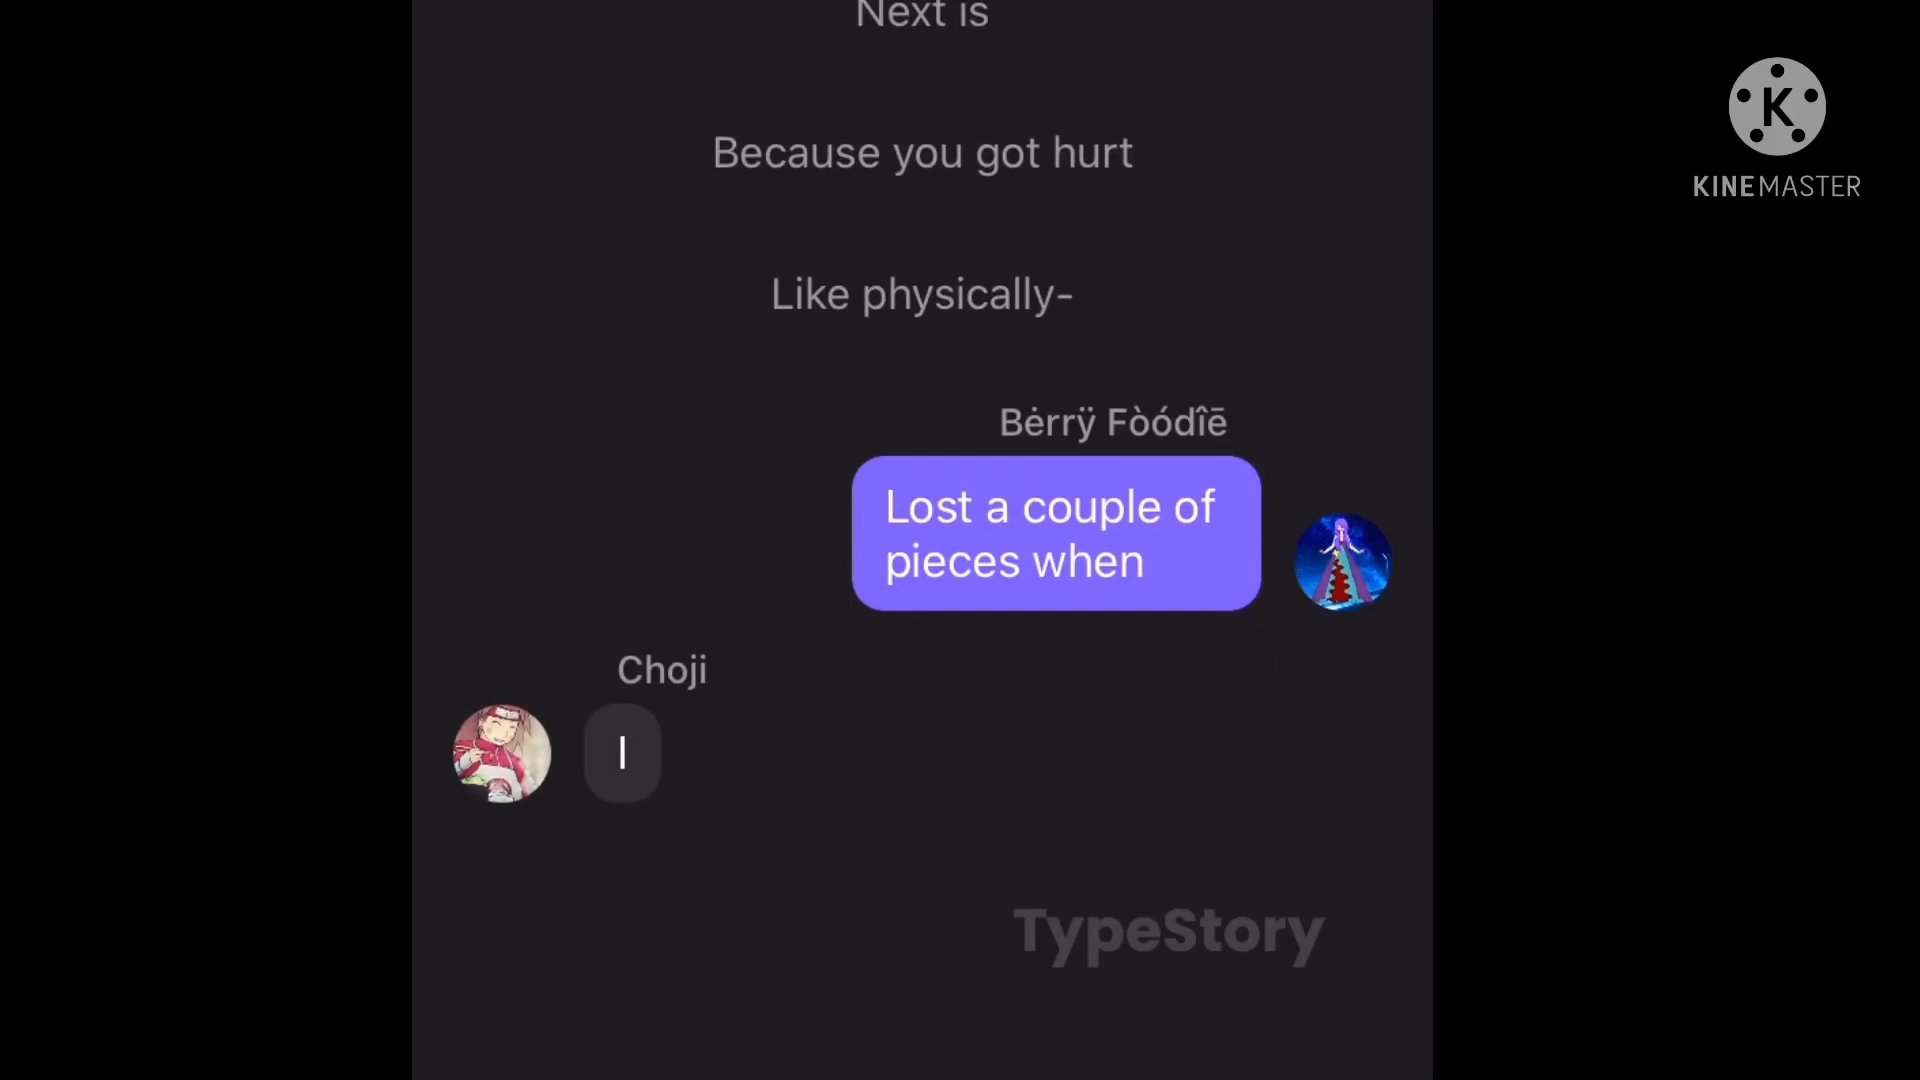 Next is
Because you got hurt
Like physically-
Bėrrÿ Fòódîē
Lost a couple of
pieces when
Choji
I
TypeStory
K
KINEMASTER